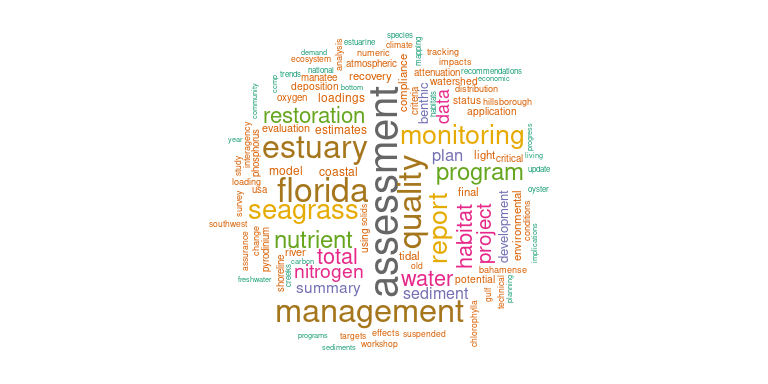 species
estuarine
climate
demand
numeric
tracking
ecosystem
analysis
mapping
impacts
atmospheric
national
trends
manatee
recovery
attenuation
recommendations
economic
ccmp
deposition
bottom
compliance
watershed
distribution
oxygen
loadings
criteria
habitats
benthic
data
status
hillsborough
community
restoration
application
year
interagency
phosphorus
evaluation
estimates
assessment
monitoring
progress
estuary
plan
light
critical
living
study
model
coastal
quality
program
update
loading
usa
florida
final
oyster
survey
seagrass
report
habitat
project
development
environmental
conditions
southwest
using
solids
implications
assurance
change
pyrodinium
nutrient
river
total
tidal
old
carbon
nitrogen
water
bahamense
freshwater
creeks
shoreline
summary
sediment
potential
gulf
technical
planning
management
chlorophylla
programs
targets
effects
suspended
sediments
workshop